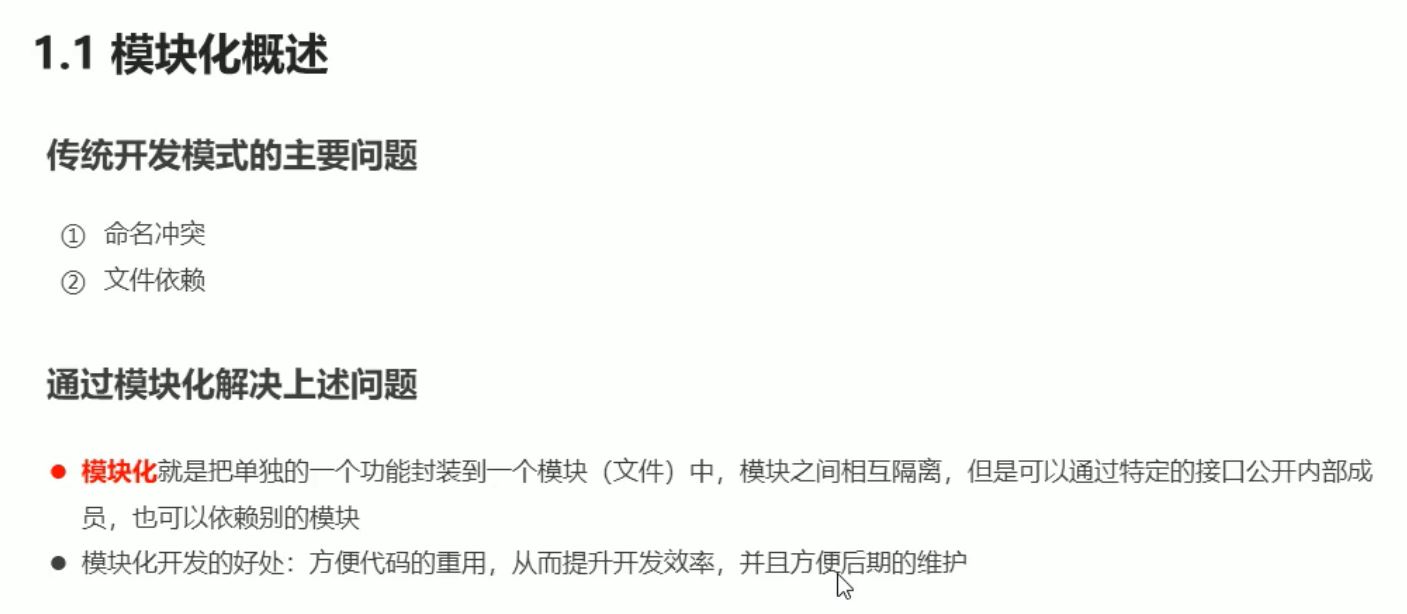 1.1 模块化概述
传统开发模式的主要问题
① 命名冲突
② 文件依赖
通过模块化解决上述问题
● 模块化就是把单独的一个功能封装到一个模块（文件）中，模块之间相互隔离，但是可以通过特定的接口公开内部成
员，也可以依赖别的模块
● 模块化开发的好处：方便代码的重用，从而提升开发效率，并且方便后期的维护